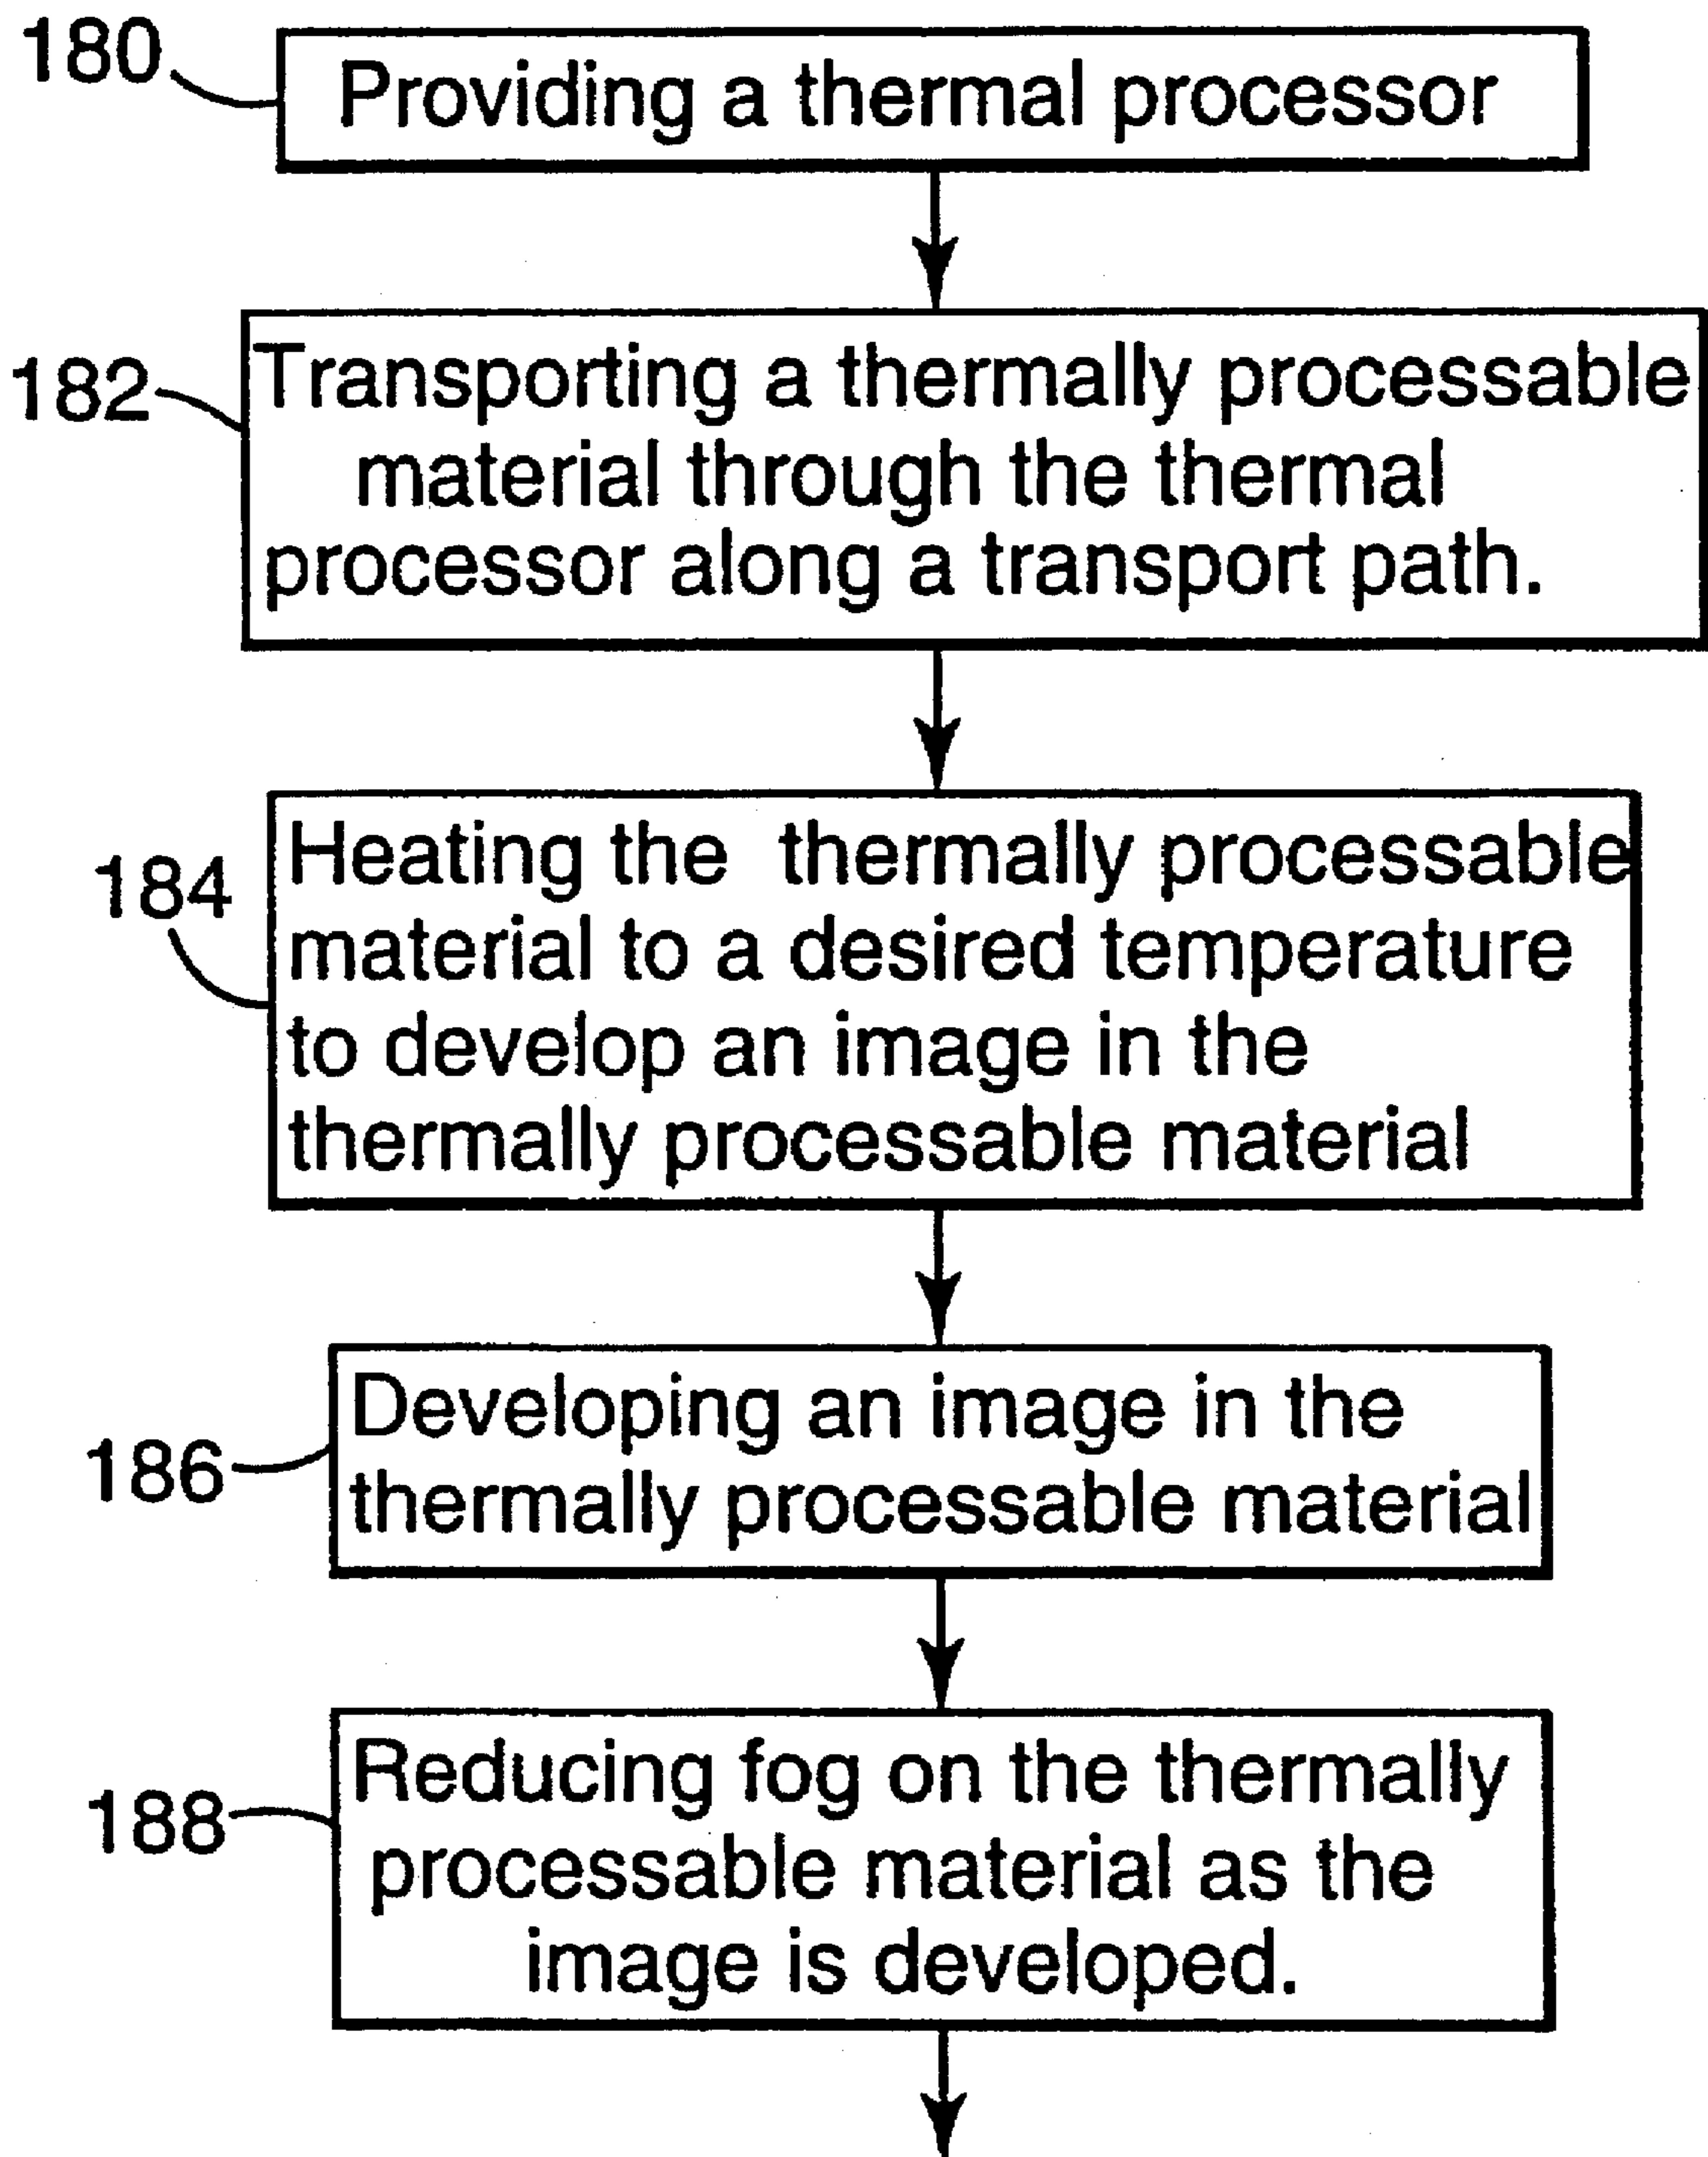 180
Providing a thermal processor
182
Transporting a thermally processable
material through the thermal
processor along a transport path.
184
Heating the thermally processable
material to a desired temperature
to develop an image in the
thermally processable material
186
Developing an image in the
thermally processable material
188
Reducing fog on the thermally
processable material as the
image is developed.